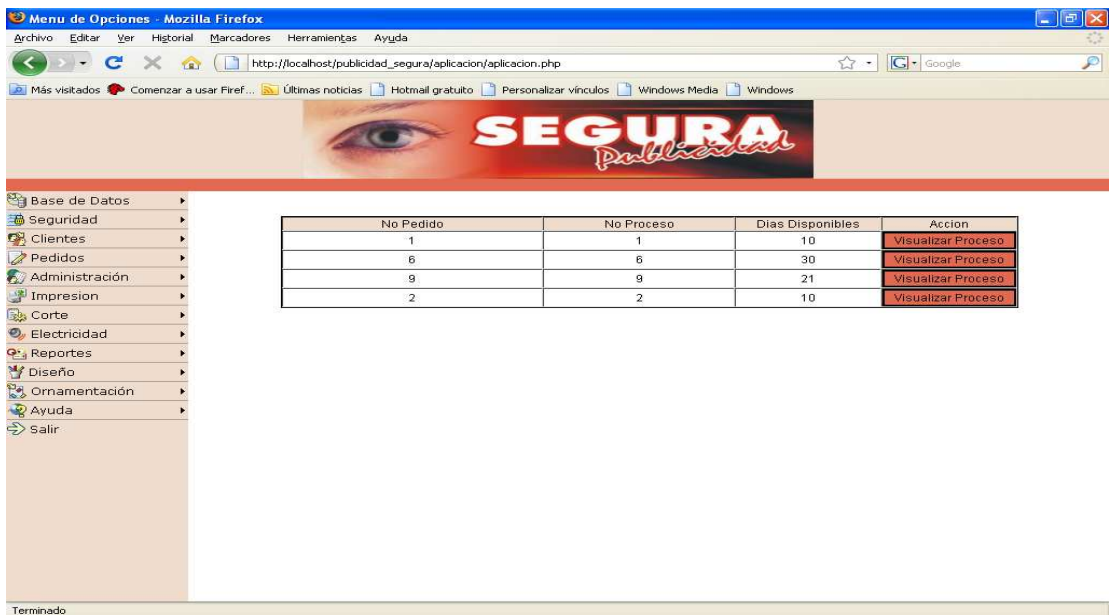 Menu de Opciones - Mozilla Firefox
Archivo Editar Ver Historial Marcadores Herramientas Ayuda
http://localhost/publicidad_segura/aplicacion/aplicacion.php
G Google
Más visitados Comenzar a usar Firef... Últimas noticias Hotmail gratuito Personalizar vínculos Windows Media Windows
SEGURA
Publicidad
Base de Datos
Seguridad
Clientes
Pedidos
Administración
Impresion
Corte
Electricidad
Reportes
Diseño
Ornamentación
Ayuda
Salir
No Pedido No Proceso Dias Disponibles Accion
1 1 10 Visualizar Proceso
6 6 30 Visualizar Proceso
9 9 21 Visualizar Proceso
2 2 10 Visualizar Proceso
Terminado